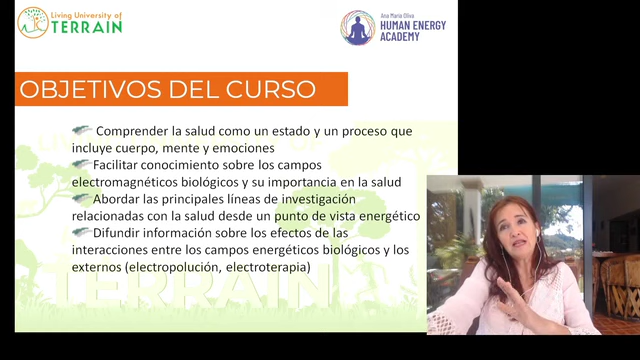 Living University of
TERRAIN
Ana María Oliva
HUMAN ENERGY
ACADEMY
OBJETIVOS DEL CURSO
Comprender la salud como un estado y un proceso que
incluye cuerpo, mente y emociones
Facilitar conocimiento sobre los campos
electromagnéticos biológicos y su importancia en la salud
Abordar las principales líneas de investigación
relacionadas con la salud desde un punto de vista energético
Difundir información sobre los efectos de las
interacciones entre los campos energéticos biológicos y los
externos (electropolución, electroterapia)
TERRAIN